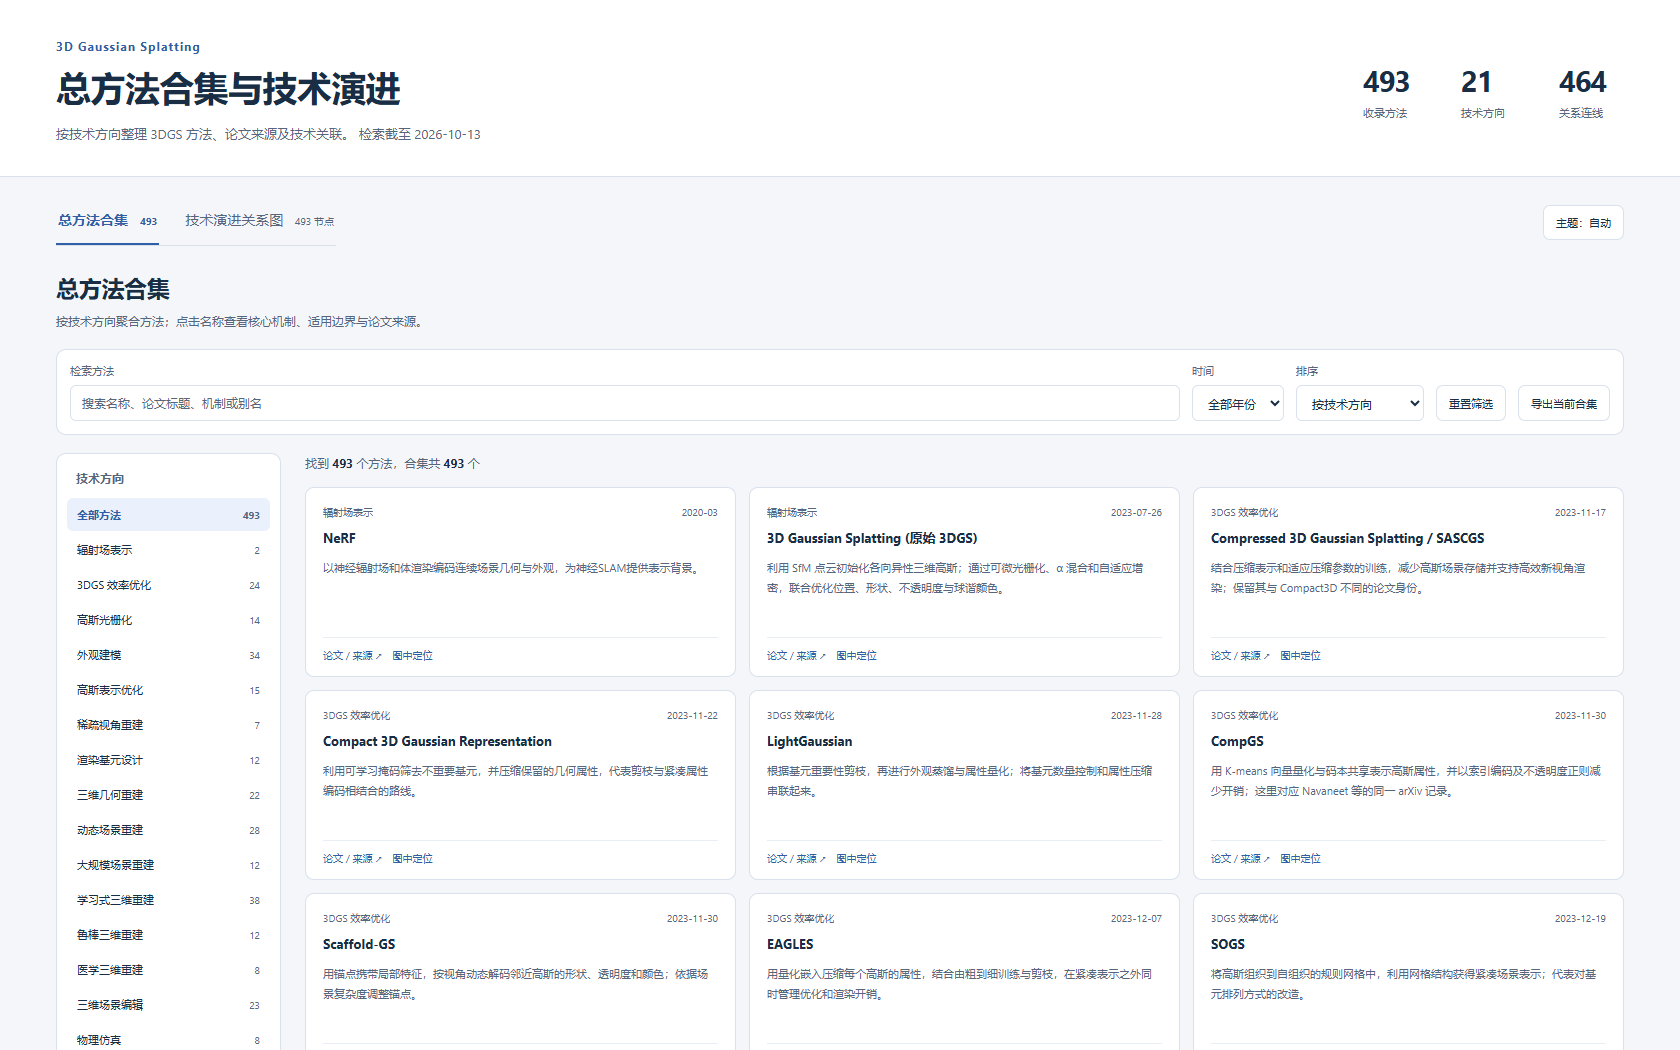 3D Gaussian Splatting
总方法合集与技术演进
按技术方向整理 3DGS 方法、论文来源及技术关联。 检索截至 2026-10-13
493
收录方法
21
技术方向
464
关系连线
总方法合集 493
技术演进关系图 493 节点
主题：自动
总方法合集
按技术方向聚合方法；点击名称查看核心机制、适用边界与论文来源。
检索方法
搜索名称、论文标题、机制或别名
时间
全部年份
排序
按技术方向
重置筛选
导出当前合集
技术方向
全部方法 493
辐射场表示 2
3DGS 效率优化 24
高斯光栅化 14
外观建模 34
高斯表示优化 15
稀疏视角重建 7
渲染基元设计 12
三维几何重建 22
动态场景重建 28
大规模场景重建 12
学习式三维重建 38
鲁棒三维重建 12
医学三维重建 8
三维场景编辑 23
物理仿真 8
找到 493 个方法，合集共 493 个
辐射场表示 2020-03
NeRF
以神经辐射场和体渲染编码连续场景几何与外观，为神经SLAM提供表示背景。
论文 / 来源 ↗ 图中定位
辐射场表示 2023-07-26
3D Gaussian Splatting (原始 3DGS)
利用 SfM 点云初始化各向异性三维高斯；通过可微光栅化、α 混合和自适应增
密，联合优化位置、形状、不透明度与球谐颜色。
论文 / 来源 ↗ 图中定位
3DGS 效率优化 2023-11-17
Compressed 3D Gaussian Splatting / SASCGS
结合压缩表示和适应压缩参数的训练，减少高斯场景存储并支持高效新视角渲
染；保留其与 Compact3D 不同的论文身份。
论文 / 来源 ↗ 图中定位
3DGS 效率优化 2023-11-22
Compact 3D Gaussian Representation
利用可学习掩码筛去不重要基元，并压缩保留的几何属性，代表剪枝与紧凑属性
编码相结合的路线。
论文 / 来源 ↗ 图中定位
3DGS 效率优化 2023-11-28
LightGaussian
根据基元重要性剪枝，再进行外观蒸馏与属性量化；将基元数量控制和属性压缩
串联起来。
论文 / 来源 ↗ 图中定位
3DGS 效率优化 2023-11-30
CompGS
用 K-means 向量量化与码本共享表示高斯属性，并以索引编码及不透明度正则减
少开销；这里对应 Navaneet 等的同一 arXiv 记录。
论文 / 来源 ↗ 图中定位
3DGS 效率优化 2023-11-30
Scaffold-GS
用锚点携带局部特征，按视角动态解码邻近高斯的形状、透明度和颜色；依据场
景复杂度调整锚点。
3DGS 效率优化 2023-12-07
EAGLES
用量化嵌入压缩每个高斯的属性，结合由粗到细训练与剪枝，在紧凑表示之外同
时管理优化和渲染开销。
3DGS 效率优化 2023-12-19
SOGS
将高斯组织到自组织的规则网格中，利用网格结构获得紧凑场景表示；代表对基
元排列方式的改造。